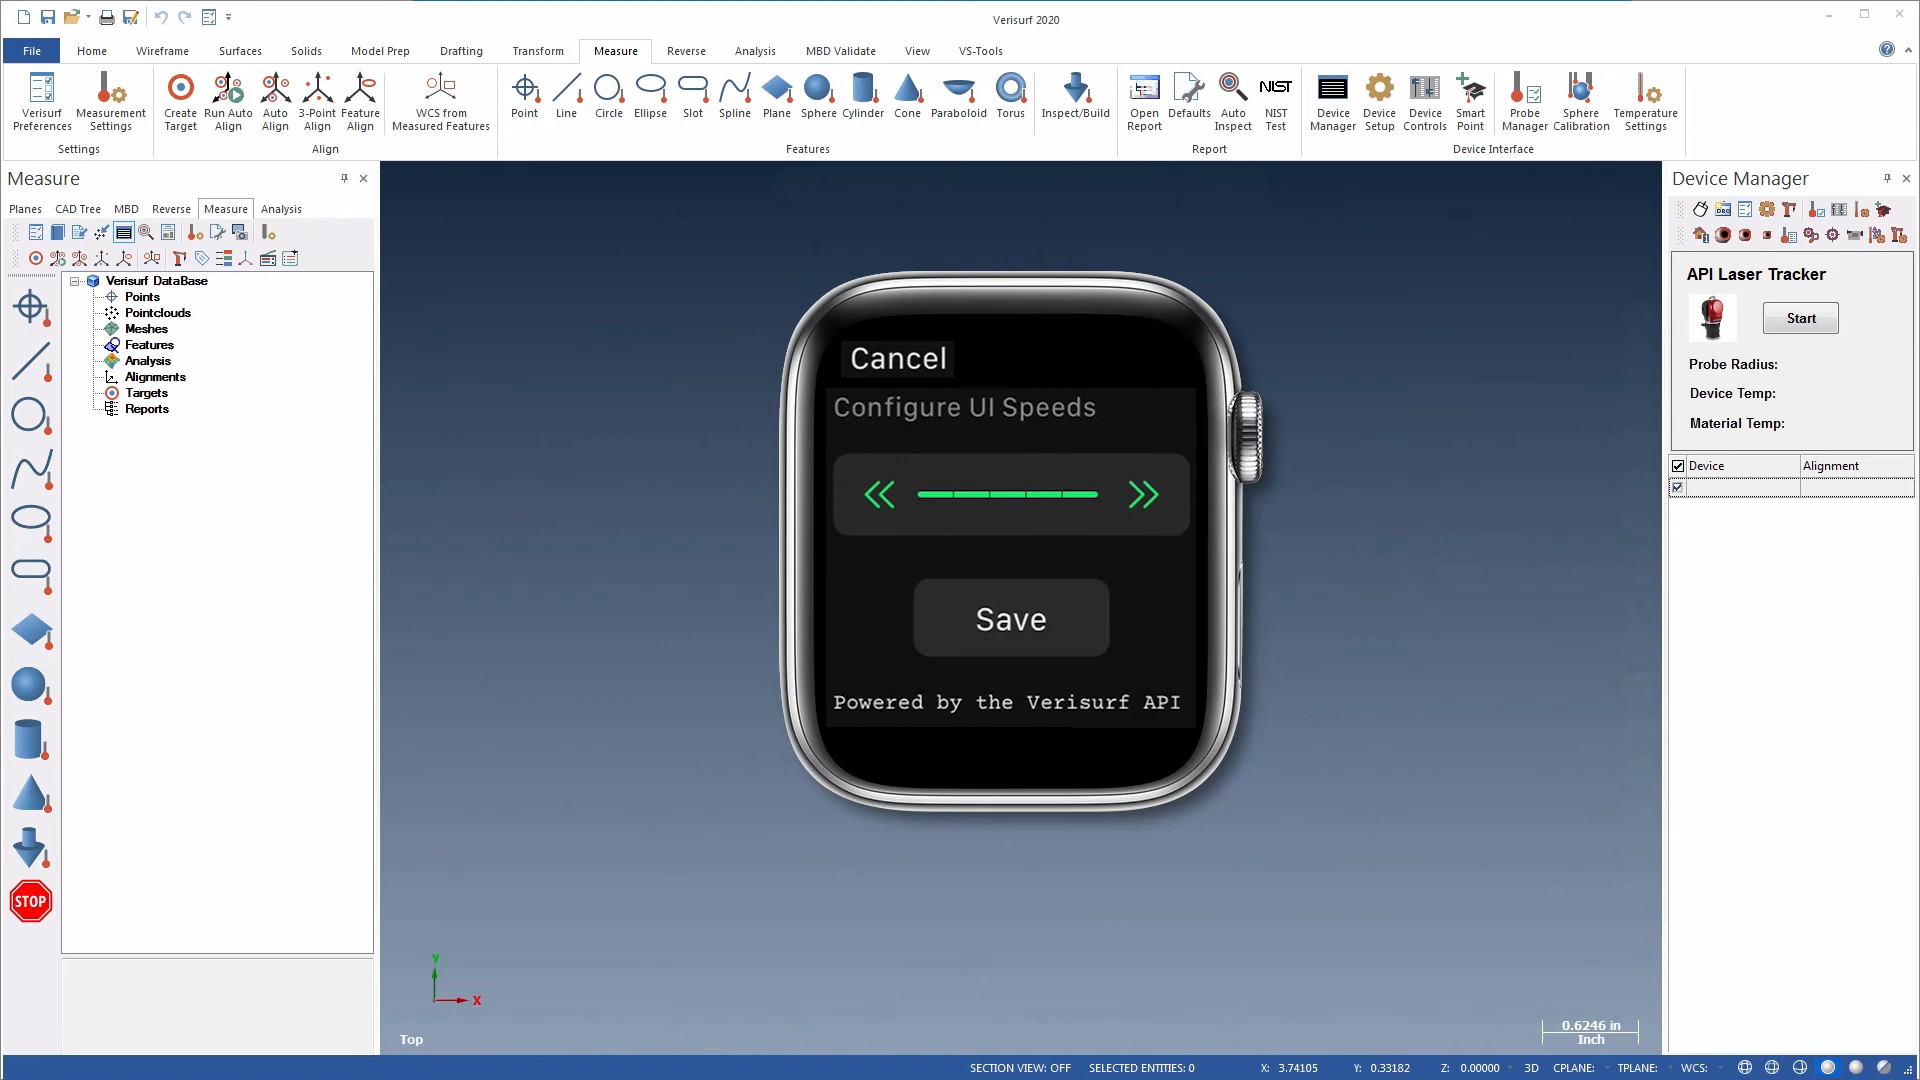 Verisurf 2020
File Home Wireframe Surfaces Solids Model Prep Drafting Transform Measure Reverse Analysis MBD Validate View VS-Tools
Verisurf Preferences
Measurement Settings
Settings
Create Target
Run Auto Align
Auto Align
3-Point Align
Feature Align
WCS from Measured Features
Align
Point Line Circle Ellipse Slot Spline Plane Sphere Cylinder Cone Paraboloid Torus
Features
Inspect/Build
Open Report
Defaults
Auto Inspect
NIST
NIST Test
Report
Device Manager
Device Setup
Device Controls
Smart Point
Probe Manager
Sphere Calibration
Temperature Settings
Device Interface
Measure
Planes CAD Tree MBD Reverse Measure Analysis
Verisurf DataBase
Points
Pointclouds
Meshes
Features
Analysis
Alignments
Targets
Reports
STOP
Cancel
Configure UI Speeds
Save
Powered by the Verisurf API
Y
X
Top
0.6246 in
Inch
Device Manager
DRO
API Laser Tracker
Start
Probe Radius:
Device Temp:
Material Temp:
Device Alignment
SECTION VIEW: OFF SELECTED ENTITIES: 0 X: 3.74105 Y: 0.33182 Z: 0.00000 3D CPLANE: TPLANE: WCS: